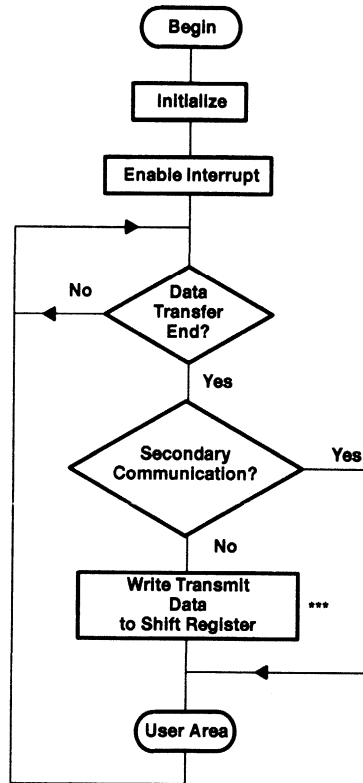 Begin
Initialize
Enable Interrupt
No
Data
Transfer
End?
Yes
Secondary
Communication?
Yes
No
Write Transmit
Data
to Shift Register
***
User Area